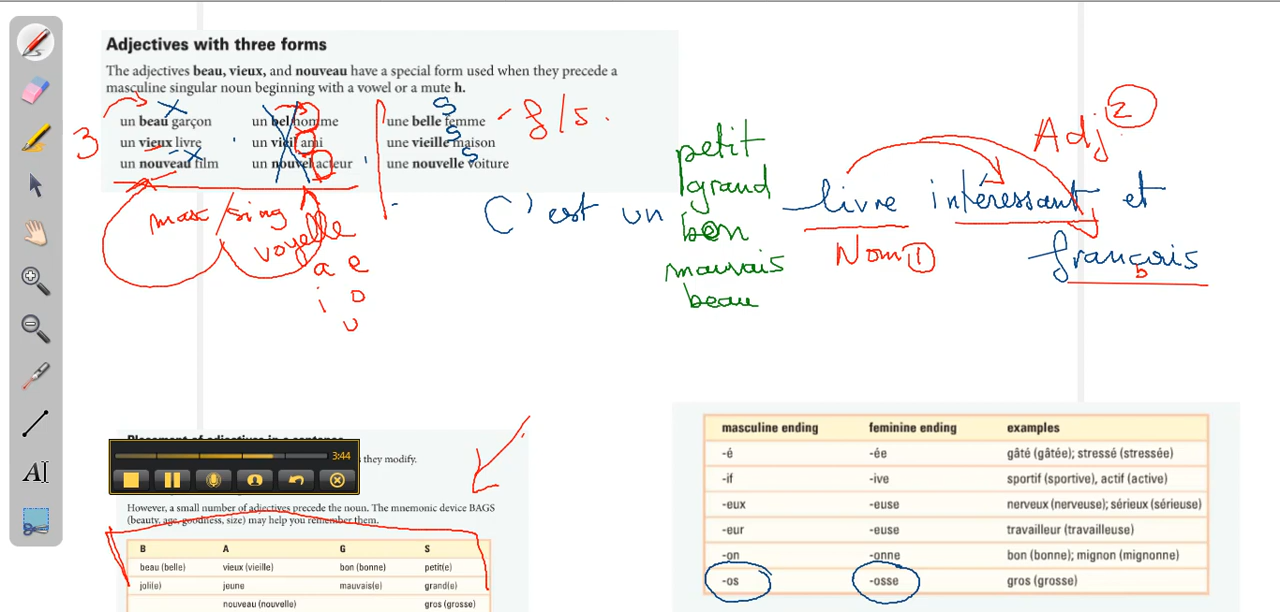 Adjectives with three forms
The adjectives beau, vieux, and nouveau have a special form used when they precede a
masculine singular noun beginning with a vowel or a mute h.
3
un beau garçon un bel homme une belle femme
un vieux livre un vieil ami une vieille maison
un nouveau film un nouvel acteur une nouvelle voiture
x
x
s
s
s
f/s.
masc/sing
voyelle
a e
i o
u
petit
grand
bon
mauvais
beau
C'est un livre intéressant et
français
Nom 1
Adj. 2
3:44
Placement of adjectives in a sentence
they modify.
However, a small number of adjectives precede the noun. The mnemonic device BAGS
(beauty, age, goodness, size) may help you remember them.
B A G S
beau (belle) vieux (vieille) bon (bonne) petit(e)
joli(e) jeune mauvais(e) grand(e)
nouveau (nouvelle) gros (grosse)
masculine ending feminine ending examples
-é -ée gâté (gâtée); stressé (stressée)
-if -ive sportif (sportive), actif (active)
-eux -euse nerveux (nerveuse); sérieux (sérieuse)
-eur -euse travailleur (travailleuse)
-on -onne bon (bonne); mignon (mignonne)
-os -osse gros (grosse)
A